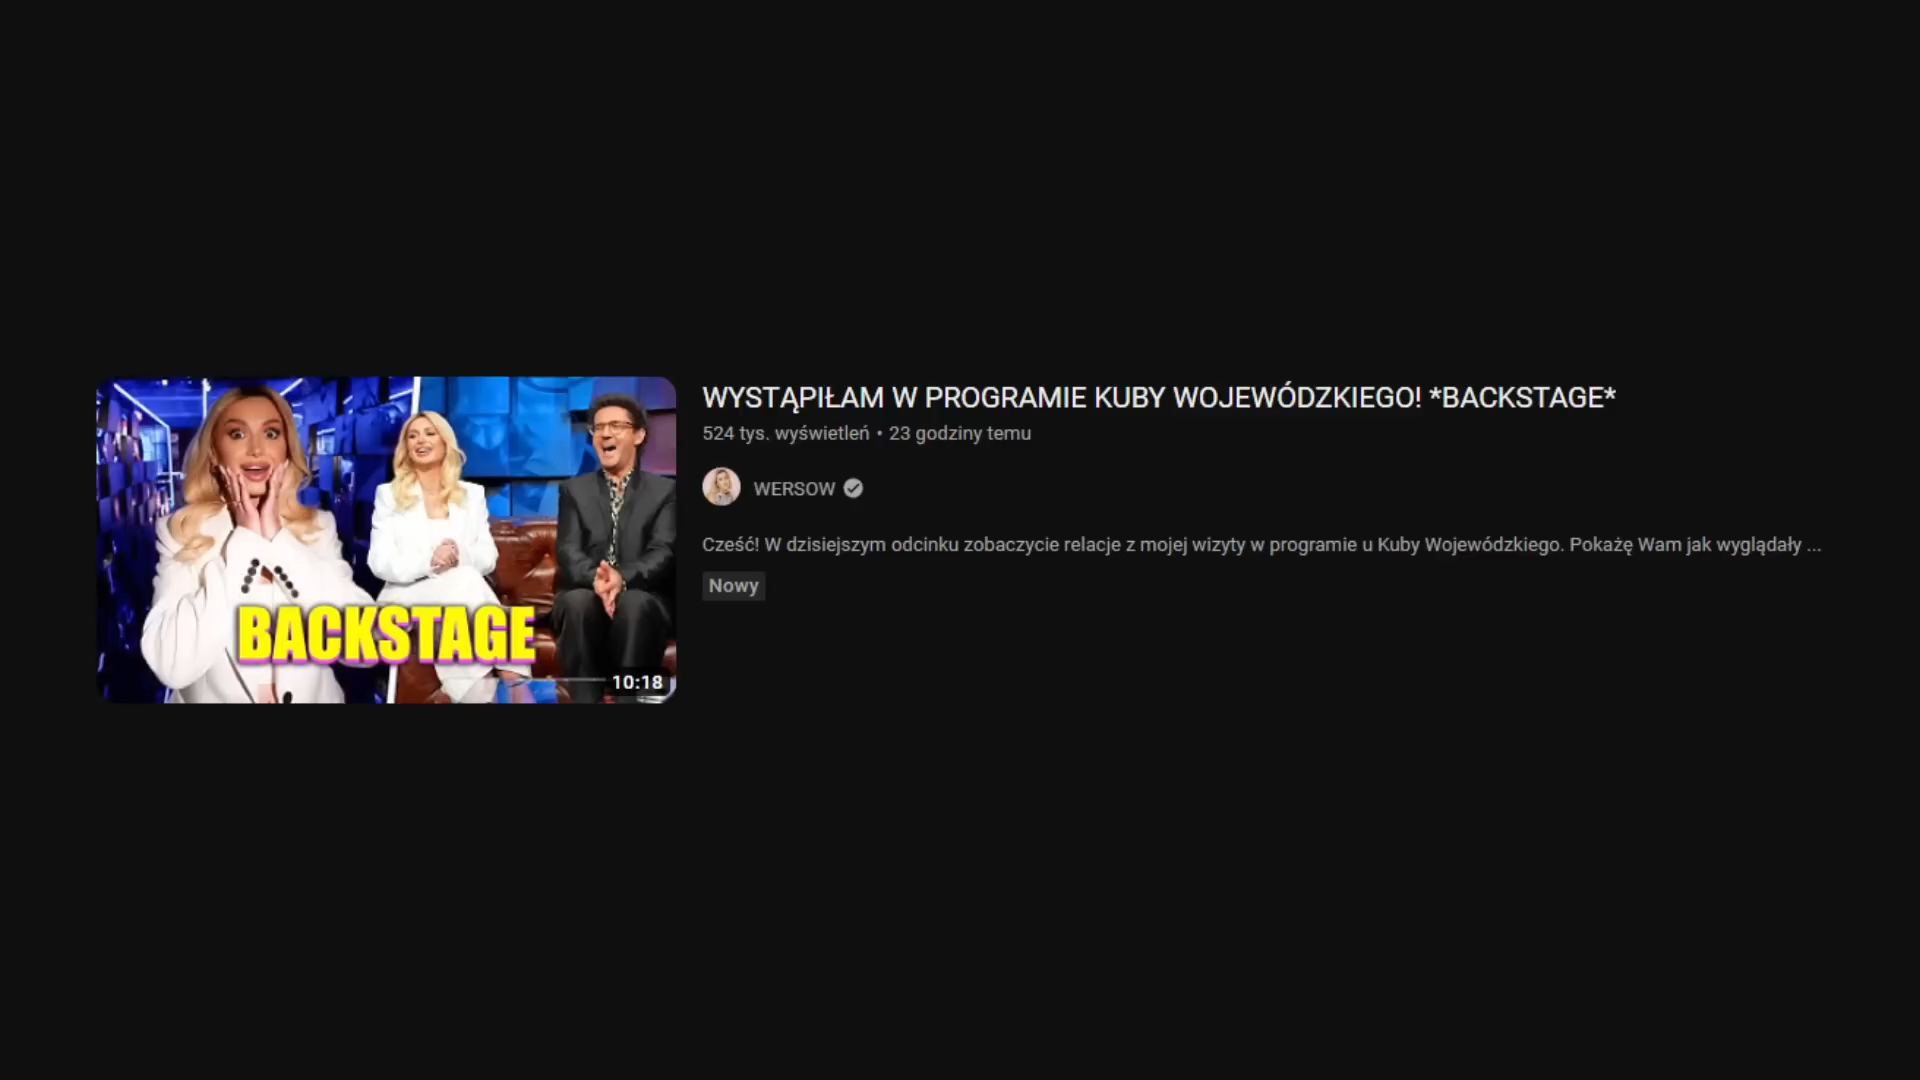 BACKSTAGE
10:18
WYSTĄPIŁAM W PROGRAMIE KUBY WOJEWÓDZKIEGO! *BACKSTAGE*
524 tys. wyświetleń • 23 godziny temu
WERSOW
Cześć! W dzisiejszym odcinku zobaczycie relacje z mojej wizyty w programie u Kuby Wojewódzkiego. Pokażę Wam jak wyglądały ...
Nowy